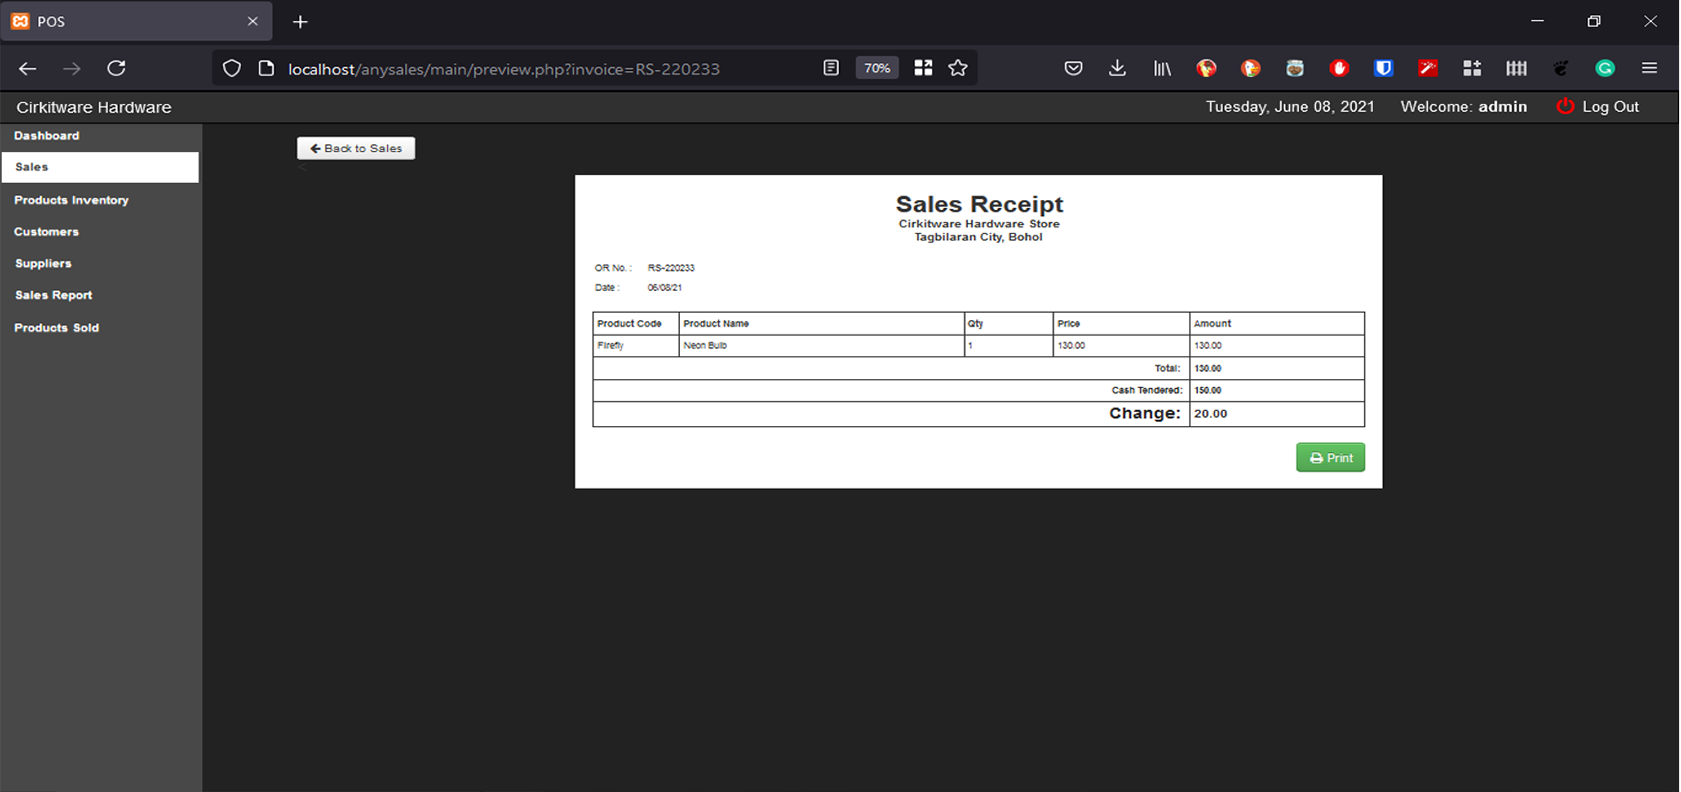 POS
localhost/anysales/main/preview.php?invoice=RS-220233
70%
Cirkitware Hardware
Tuesday, June 08, 2021 Welcome: admin Log Out
Dashboard
Sales
Products Inventory
Customers
Suppliers
Sales Report
Products Sold
Back to Sales
Sales Receipt
Cirkitware Hardware Store
Tagbilaran City, Bohol
OR No. : RS-220233
Date : 06/08/21
Product Code Product Name Qty Price Amount
Firefly Neon Bulb 1 130.00 130.00
Total: 130.00
Cash Tendered: 150.00
Change: 20.00
Print